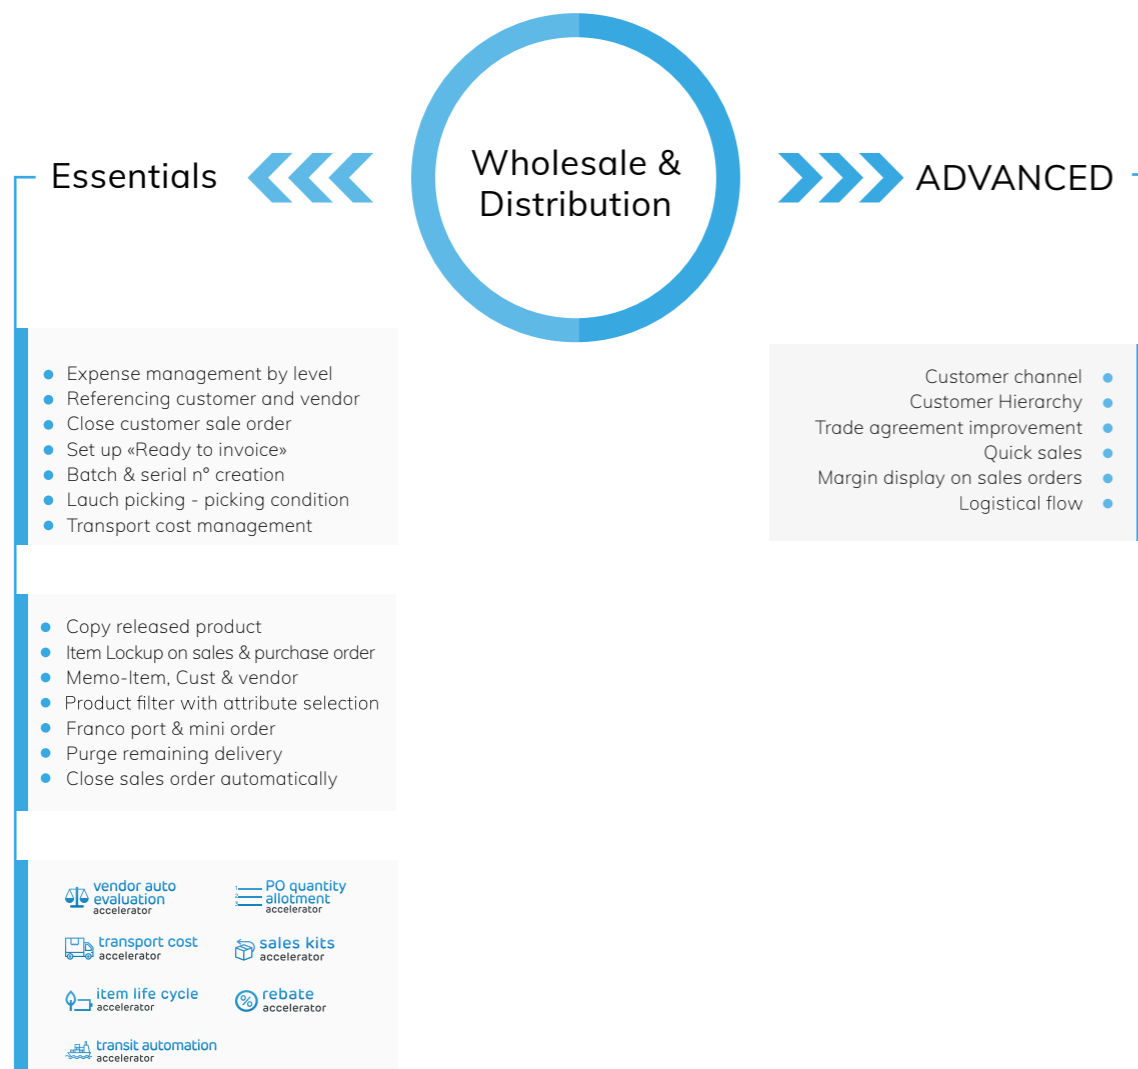 Wholesale &
Distribution
Essentials
ADVANCED
Expense management by level
Referencing customer and vendor
Close customer sale order
Set up «Ready to invoice»
Batch & serial n° creation
Lauch picking - picking condition
Transport cost management
Copy released product
Item Lockup on sales & purchase order
Memo-Item, Cust & vendor
Product filter with attribute selection
Franco port & mini order
Purge remaining delivery
Close sales order automatically
vendor auto
evaluation
accelerator
1
2
3
PO quantity
allotment
accelerator
transport cost
accelerator
sales kits
accelerator
item life cycle
accelerator
%
rebate
accelerator
transit automation
accelerator
Customer channel
Customer Hierarchy
Trade agreement improvement
Quick sales
Margin display on sales orders
Logistical flow